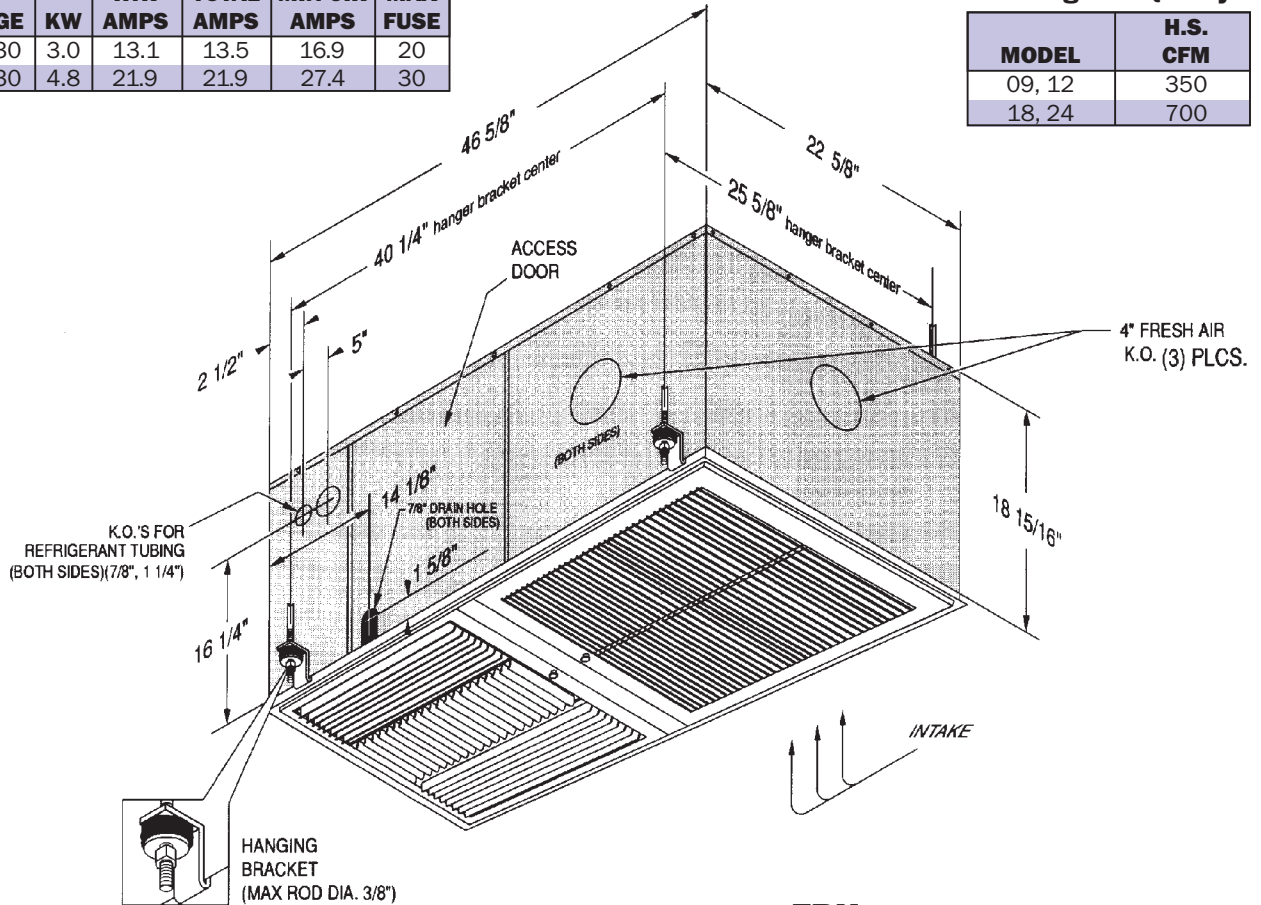 GE KW AMPS AMPS AMPS FUSE
30 3.0 13.1 13.5 16.9 20
30 4.8 21.9 21.9 27.4 30
H.S.
MODEL CFM
09, 12 350
18, 24 700
46 5/8"
22 5/8"
40 1/4" hanger bracket center
25 5/8" hanger bracket center
ACCESS
DOOR
2 1/2"
5"
4" FRESH AIR
K.O. (3) PLCS.
(BOTH SIDES)
14 1/8"
7/8" DRAIN HOLE
(BOTH SIDES)
K.O.'S FOR
REFRIGERANT TUBING
(BOTH SIDES)(7/8", 1 1/4")
1 5/8"
18 15/16"
16 1/4"
INTAKE
HANGING
BRACKET
(MAX ROD DIA. 3/8")